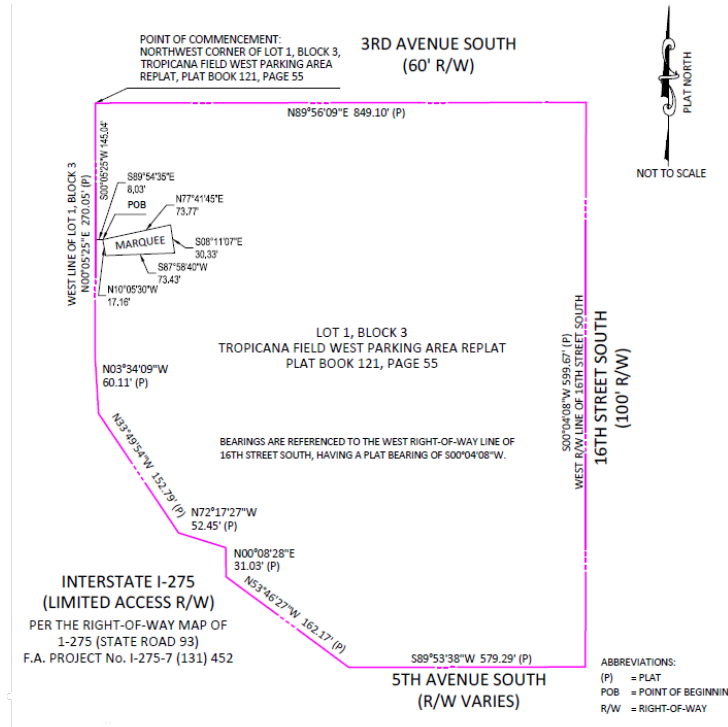 POINT OF COMMENCEMENT:
NORTHWEST CORNER OF LOT 1, BLOCK 3,
TROPICANA FIELD WEST PARKING AREA
REPLAT, PLAT BOOK 121, PAGE 55
3RD AVENUE SOUTH
(60' R/W)
PLAT NORTH
NOT TO SCALE
N89°56'09"E 849.10' (P)
WEST LINE OF LOT 1, BLOCK 3
N00°05'25"E 270.05' (P)
S00°05'25"W 145.04'
S89°54'35"E
8.03'
POB
N77°41'45"E
73.77'
MARQUEE
S08°11'07"E
30.33'
S87°58'40"W
73.43'
N10°05'30"W
17.16'
LOT 1, BLOCK 3
TROPICANA FIELD WEST PARKING AREA REPLAT
PLAT BOOK 121, PAGE 55
S00°04'08"W 599.67' (P)
WEST R/W LINE OF 16TH STREET SOUTH
16TH STREET SOUTH
(100' R/W)
N03°34'09"W
60.11' (P)
N33°49'54"W 152.79' (P)
BEARINGS ARE REFERENCED TO THE WEST RIGHT-OF-WAY LINE OF
16TH STREET SOUTH, HAVING A PLAT BEARING OF S00°04'08"W.
N72°17'27"W
52.45' (P)
N00°08'28"E
31.03' (P)
N53°46'27"W 162.17' (P)
INTERSTATE I-275
(LIMITED ACCESS R/W)
PER THE RIGHT-OF-WAY MAP OF
1-275 (STATE ROAD 93)
F.A. PROJECT No. I-275-7 (131) 452
S89°53'38"W 579.29' (P)
5TH AVENUE SOUTH
(R/W VARIES)
ABBREVIATIONS:
(P) = PLAT
POB = POINT OF BEGINNIN
R/W = RIGHT-OF-WAY